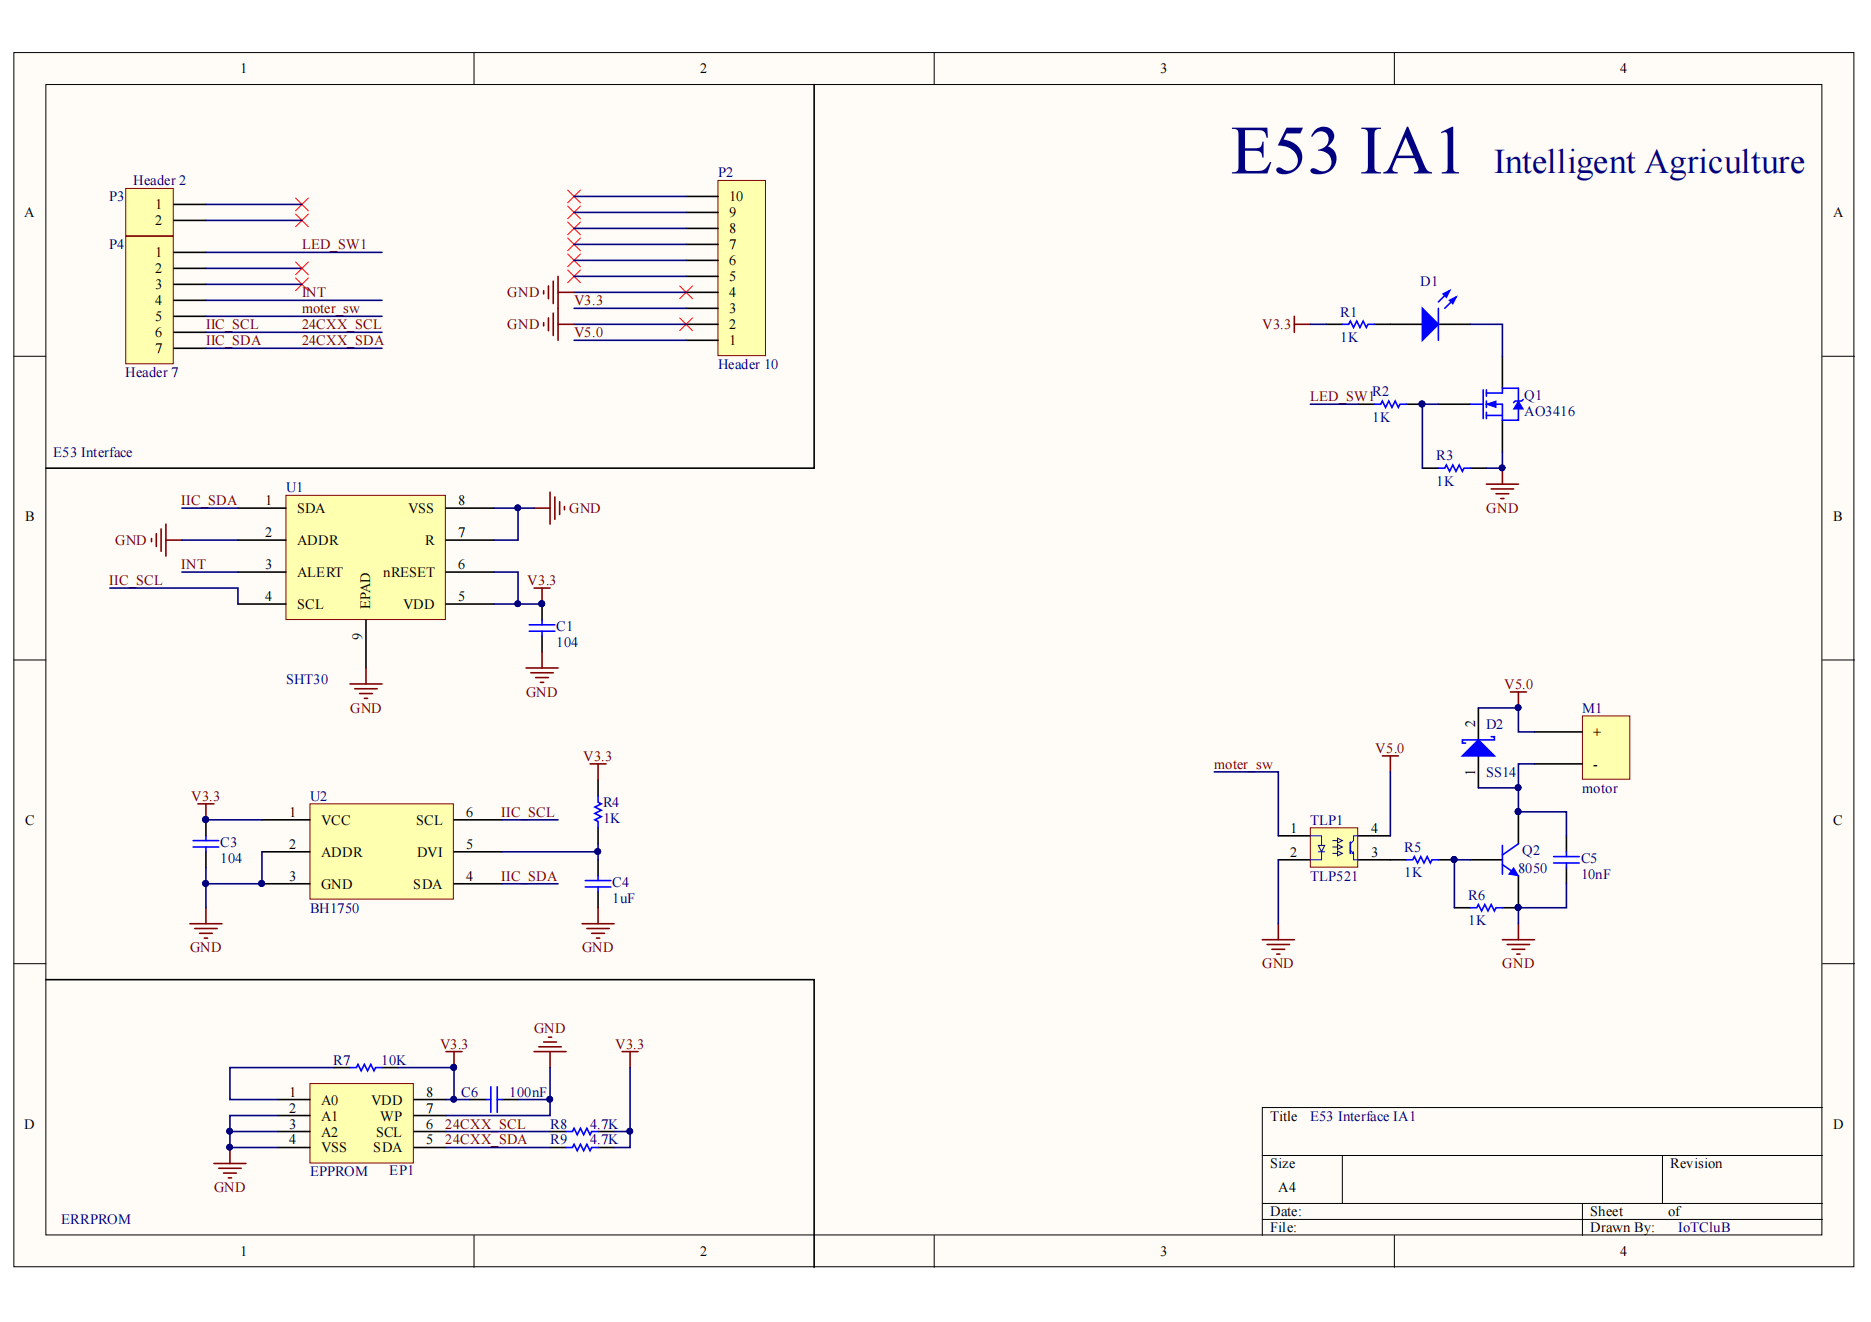 1 2 3 4
A
B
C
D
A
B
C
D
1 2 3 4
E53 IA1 Intelligent Agriculture
Header 2
P3
1
2
P4
1 LED_SW1
2
3
4 INT
5 moter_sw
6 IIC_SCL 24CXX_SCL
7 IIC_SDA 24CXX_SDA
Header 7
P2
10
9
8
7
6
5
GND 4
V3.3 3
GND 2
V5.0 1
Header 10
E53 Interface
U1
IIC_SDA 1 SDA VSS 8 GND
GND 2 ADDR R 7
INT 3 ALERT nRESET 6 V3.3
IIC_SCL 4 SCL EPAD VDD 5
C1
104
9
SHT30
GND
GND
V3.3
V3.3
U2
R4
1K
1 VCC SCL 6 IIC_SCL
C3
104
2 ADDR DVI 5
3 GND SDA 4 IIC_SDA
C4
1uF
BH1750
GND
GND
GND
V3.3
V3.3
R7 10K
C6 100nF
1 A0 VDD 8
2 A1 WP 7
3 A2 SCL 6 24CXX_SCL R8 4.7K
4 VSS SDA 5 24CXX_SDA R9 4.7K
EPPROM EP1
GND
ERRPROM
D1
V3.3 R1
1K
LED_SW1 R2
1K
Q1
AO3416
R3
1K
GND
V5.0
M1
2 D2
+
-
1 SS14
motor
V5.0
moter_sw
TLP1
1 4
2 3
TLP521
R5
1K
Q2
8050
C5
10nF
R6
1K
GND
GND
Title E53 Interface IA1
Size
A4
Revision
Date:
Sheet of
File:
Drawn By: IoTCluB